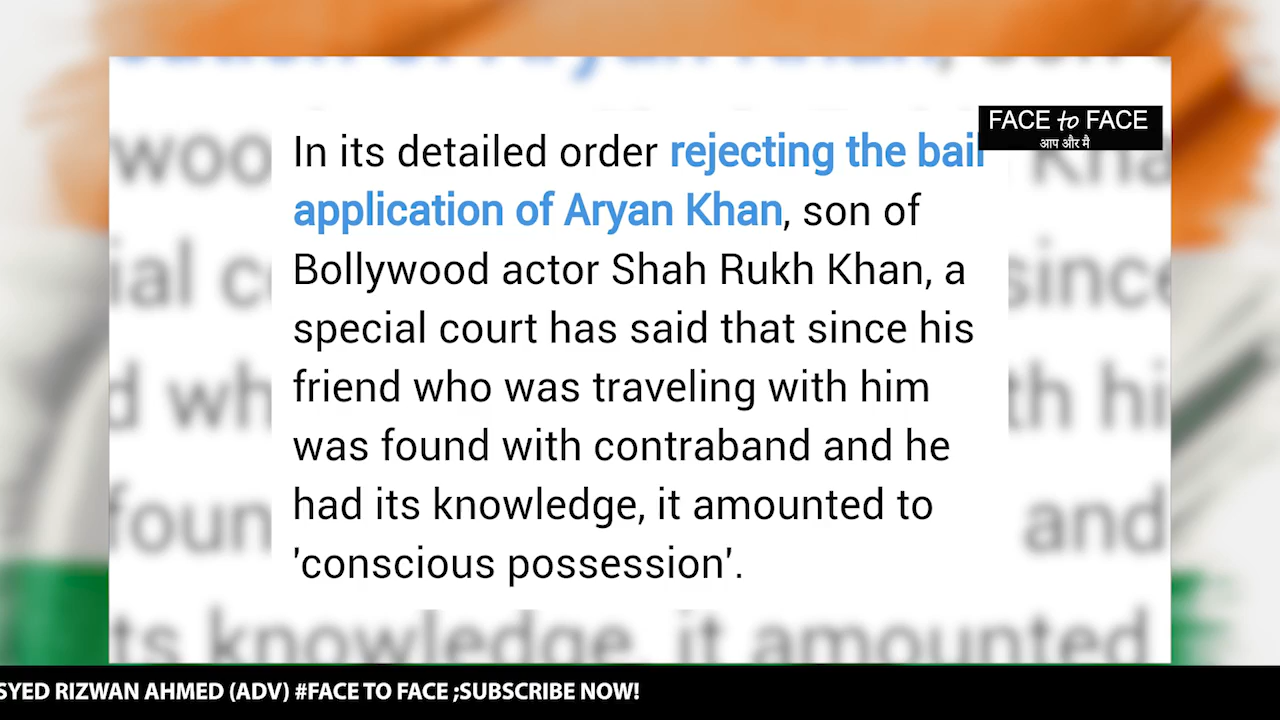 FACE to FACE
आप और मै
In its detailed order rejecting the bail
application of Aryan Khan, son of
Bollywood actor Shah Rukh Khan, a
special court has said that since his
friend who was traveling with him
was found with contraband and he
had its knowledge, it amounted to
'conscious possession'.
SYED RIZWAN AHMED (ADV) #FACE TO FACE ;SUBSCRIBE NOW!